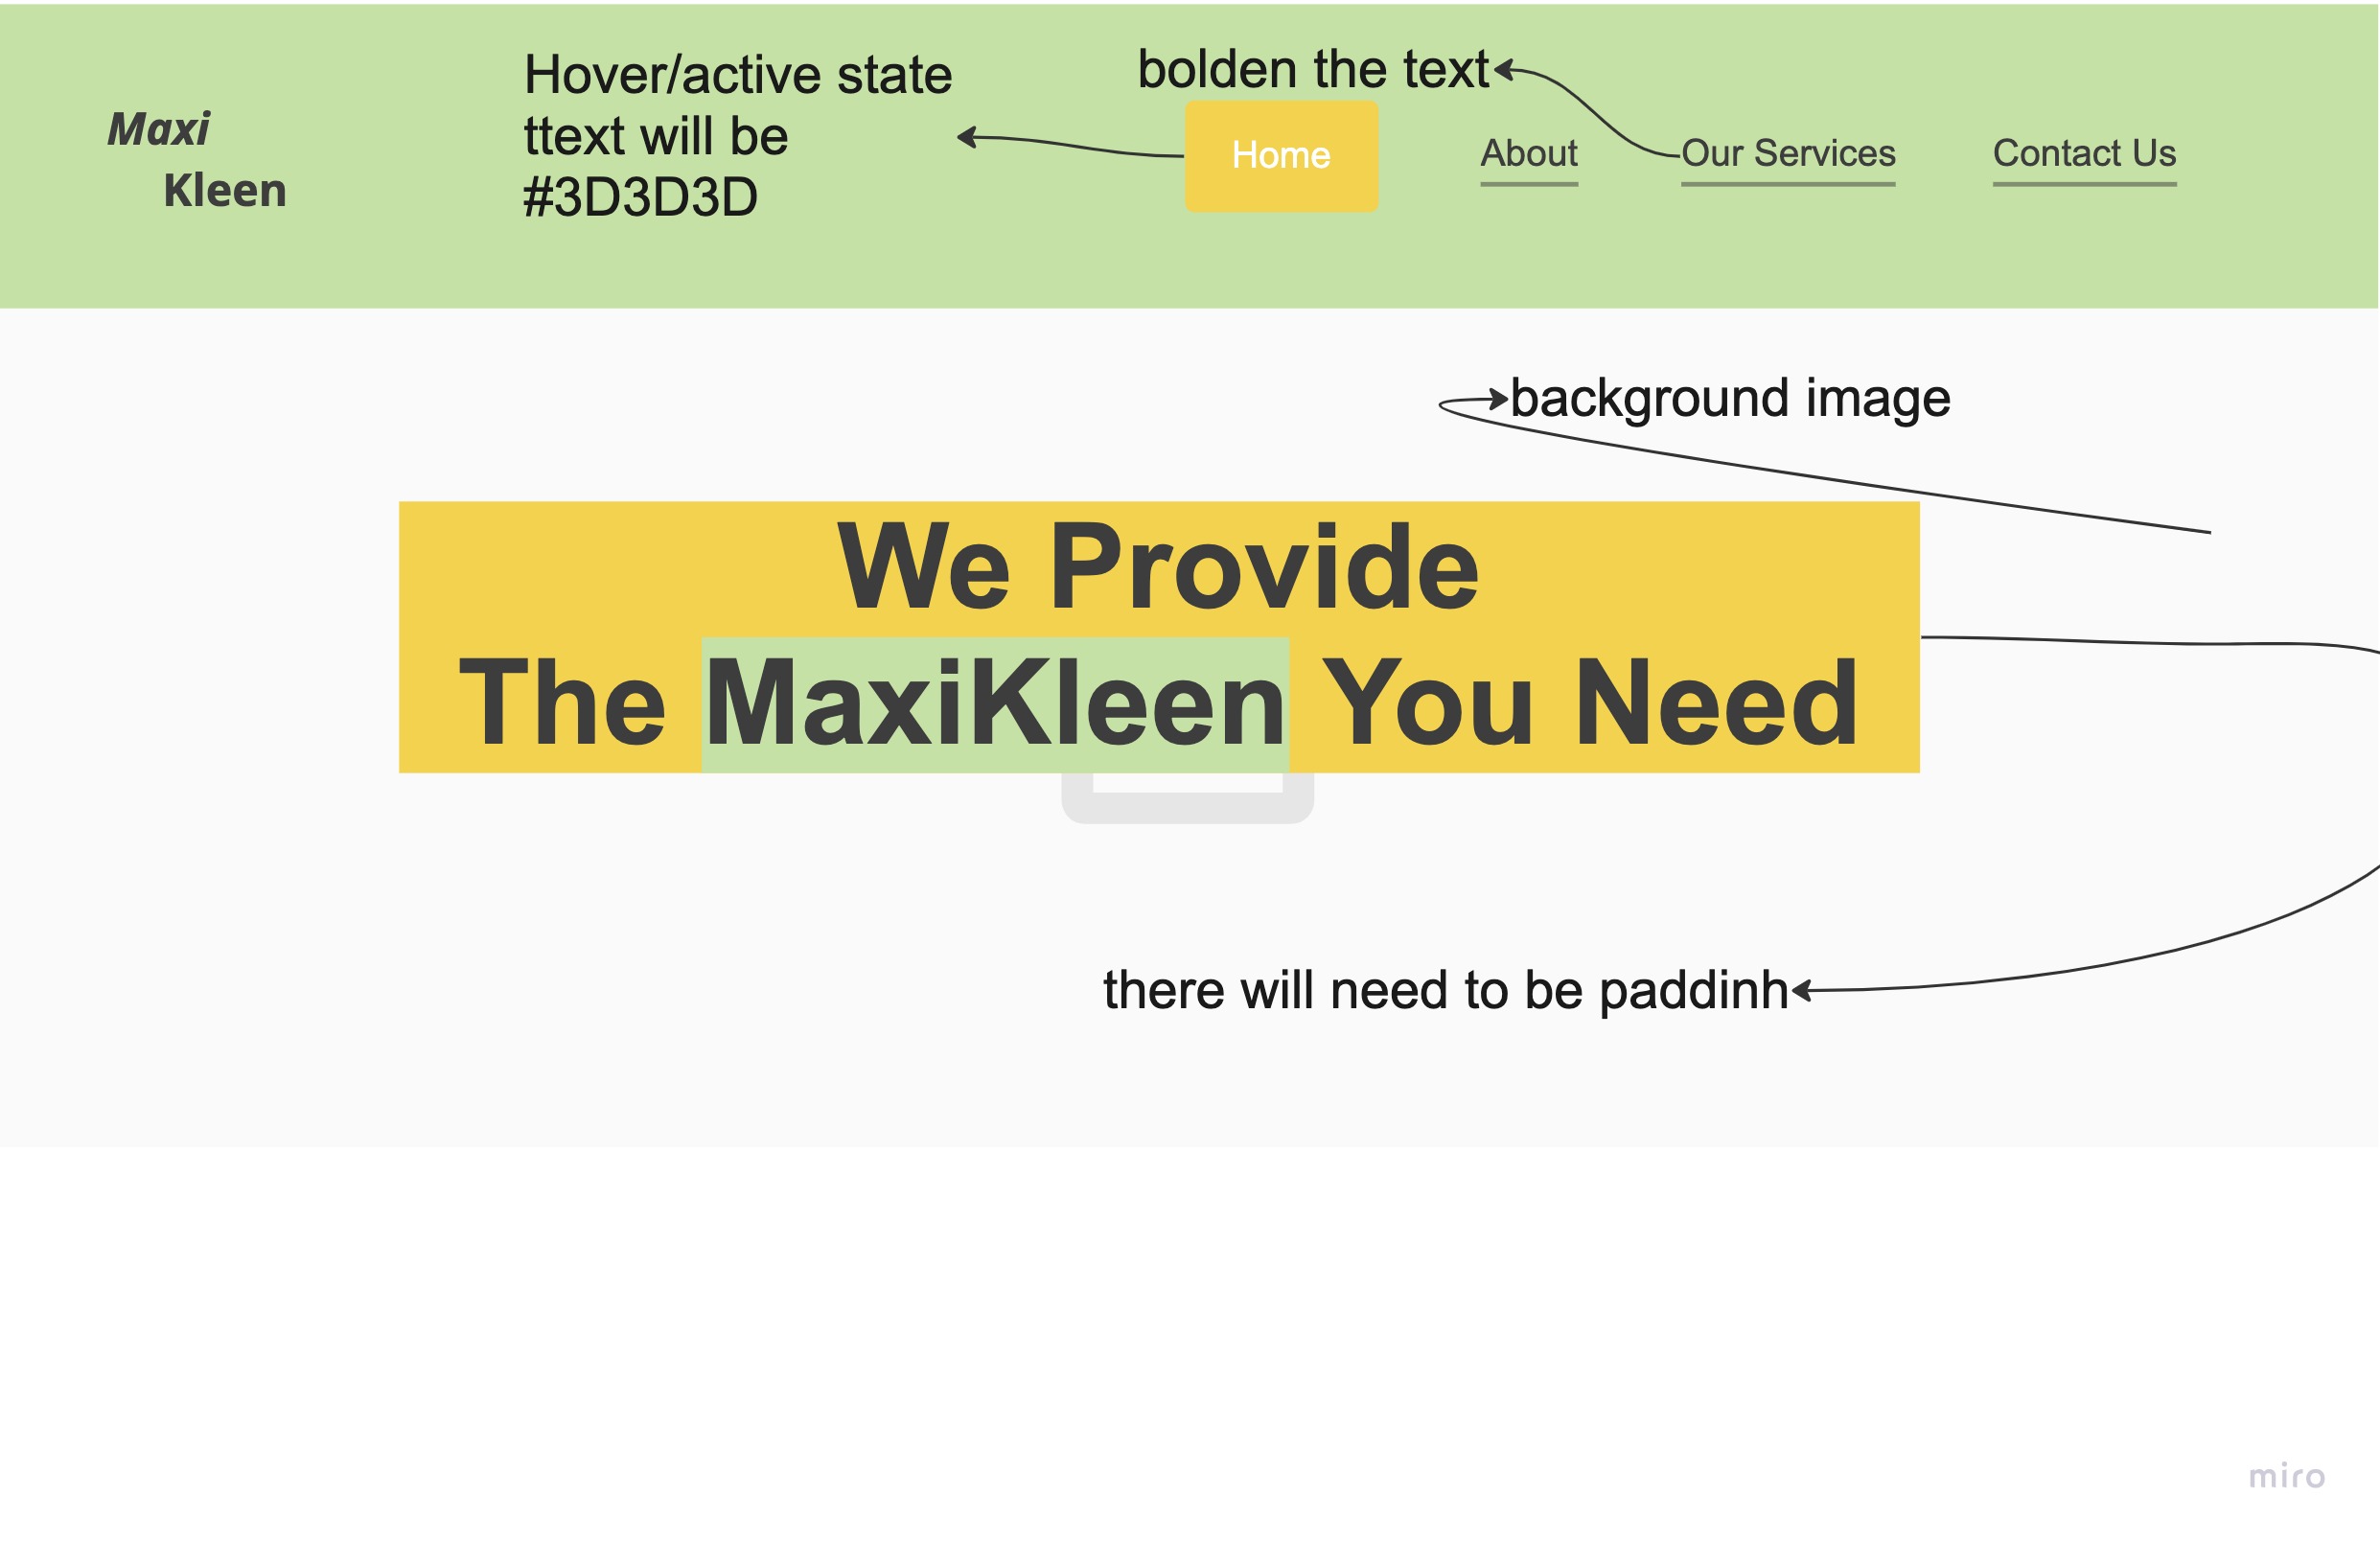 Maxi
Kleen
Hover/active state
text will be
#3D3D3D
bolden the text
Home
About
Our Services
Contact Us
background image
We Provide
The MaxiKleen You Need
there will need to be paddinh
miro